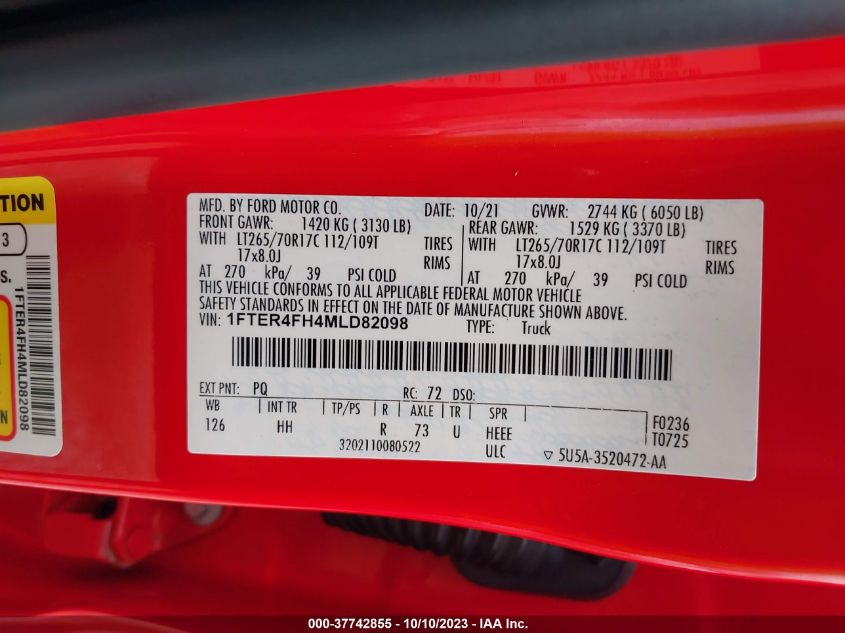 MFD. BY FORD MOTOR CO. DATE: 10/21 GVWR: 2744 KG ( 6050 LB)
FRONT GAWR: 1420 KG ( 3130 LB) REAR GAWR: 1529 KG ( 3370 LB)
WITH LT265/70R17C 112/109T TIRES WITH LT265/70R17C 112/109T TIRES
17x8.0J RIMS 17x8.0J RIMS
AT 270 kPa/ 39 PSI COLD AT 270 kPa/ 39 PSI COLD
THIS VEHICLE CONFORMS TO ALL APPLICABLE FEDERAL MOTOR VEHICLE
SAFETY STANDARDS IN EFFECT ON THE DATE OF MANUFACTURE SHOWN ABOVE.
VIN: 1FTER4FH4MLD82098 TYPE: Truck
EXT PNT: PQ RC: 72 DSO:
WB INT TR TP/PS R AXLE TR SPR F0236
126 HH R 73 U HEEE T0725
3202110080522 ULC ▽ 5U5A-3520472-AA
TION
3
S.
1FTER4FH4MLD82098
N
000-37742855 - 10/10/2023 - IAA Inc.